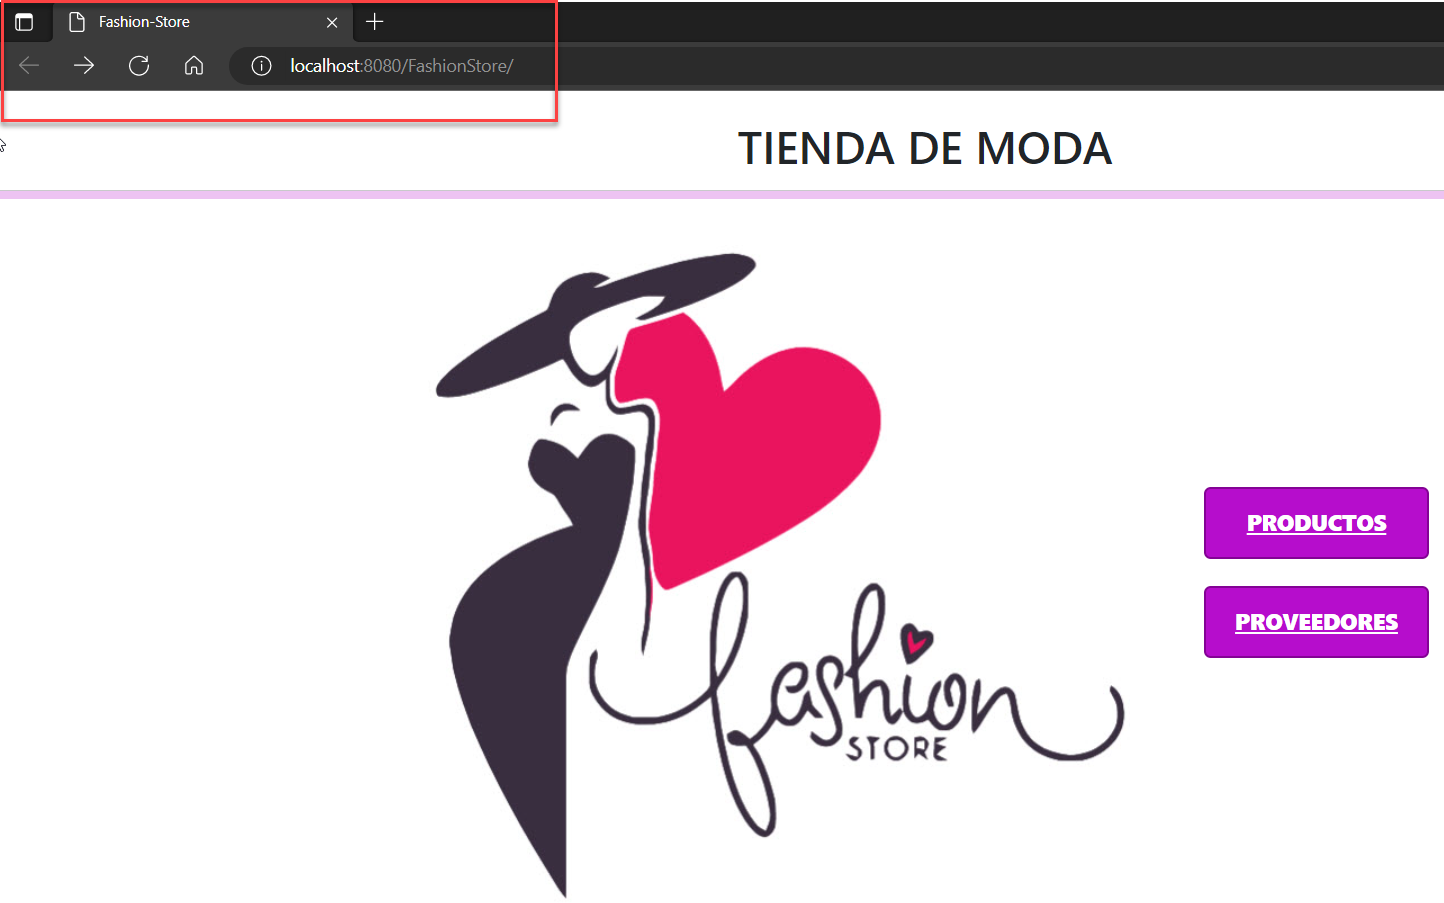 Fashion-Store
localhost:8080/FashionStore/
TIENDA DE MODA
fashion
STORE
PRODUCTOS
PROVEEDORES